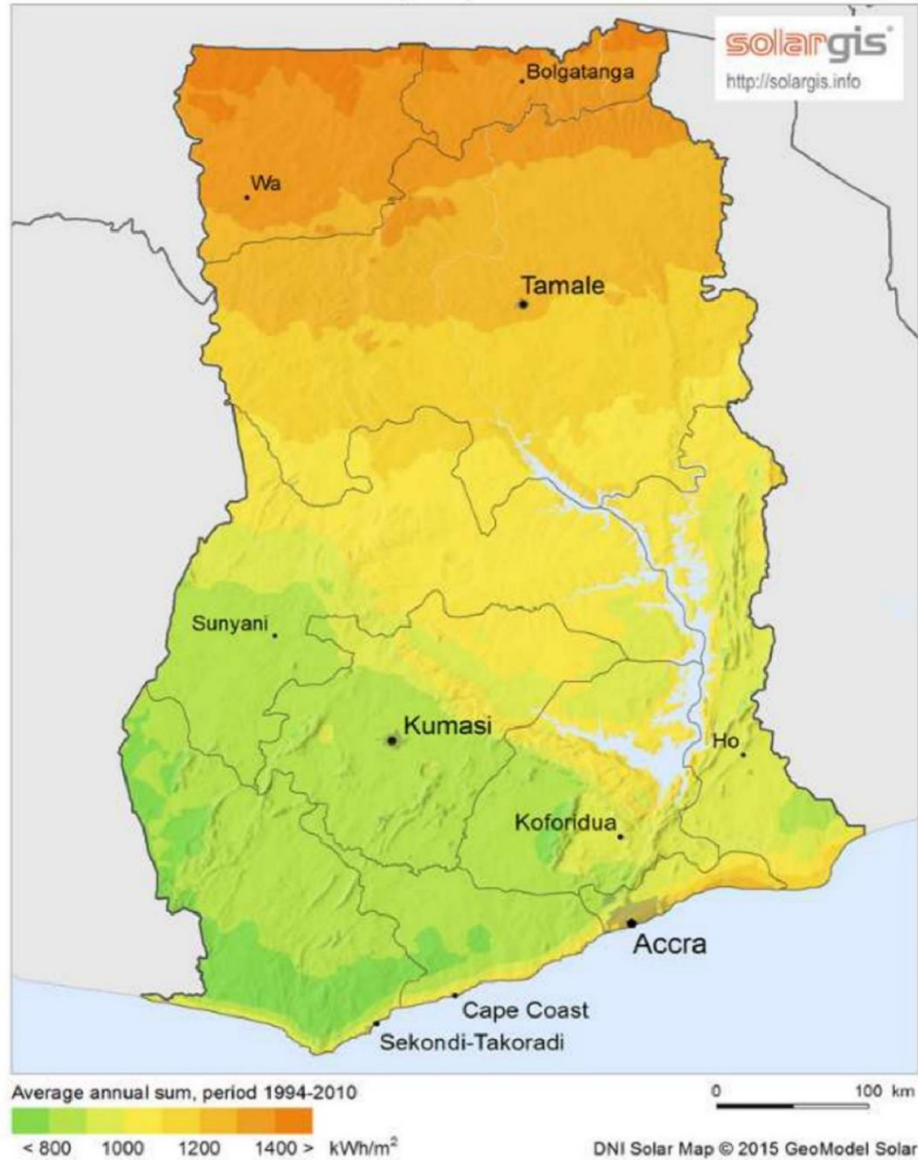 solargis
http://solargis.info
Bolgatanga
Wa
Tamale
Sunyani
Kumasi
Ho
Koforidua
Accra
Cape Coast
Sekondi-Takoradi
Average annual sum, period 1994-2010
< 800 1000 1200 1400 > kWh/m²
0 100 km
DNI Solar Map © 2015 GeoModel Solar